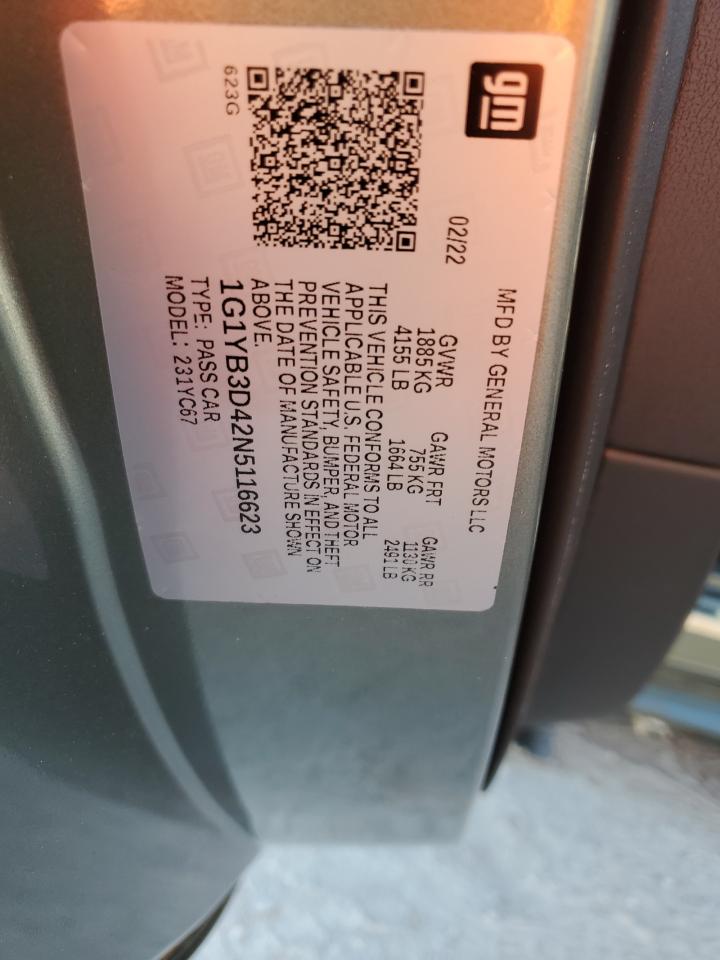 gm
MFD BY GENERAL MOTORS LLC
02/22
GVWR GAWR FRT GAWR RR
1885 KG 755 KG 1130 KG
4155 LB 1664 LB 2491 LB
THIS VEHICLE CONFORMS TO ALL
APPLICABLE U.S. FEDERAL MOTOR
VEHICLE SAFETY, BUMPER, AND THEFT
PREVENTION STANDARDS IN EFFECT ON
THE DATE OF MANUFACTURE SHOWN
ABOVE.
1G1YB3D42N5116623
TYPE: PASS CAR
MODEL: 231YC67
623G